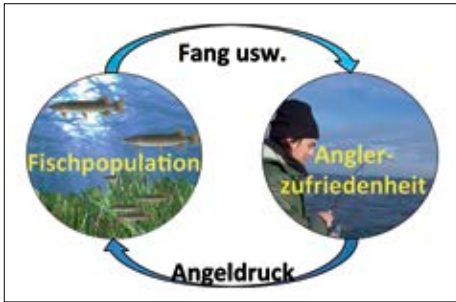 Fang usw.
Fischpopulation
Angler-
zufriedenheit
Angeldruck